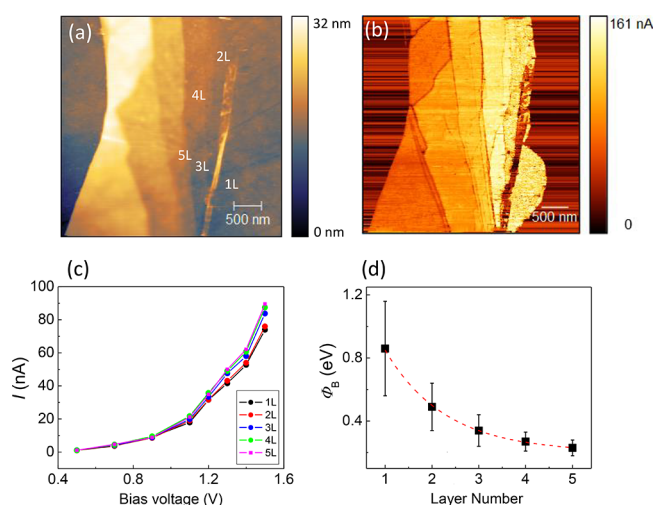 (a)
32 nm
2L
4L
5L
3L
1L
500 nm
0 nm
(b)
161 nA
500 nm
0
(c)
100
80
60
40
20
0
I (nA)
1L
2L
3L
4L
5L
0.4
0.8
1.2
1.6
Bias voltage (V)
(d)
1.2
0.8
0.4
Φ_B (eV)
1
2
3
4
5
Layer Number